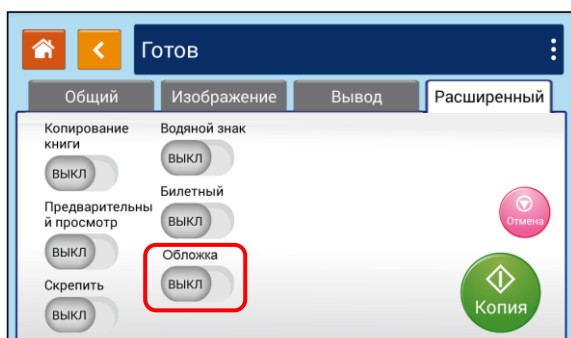 Готов
Общий
Изображение
Вывод
Расширенный
Копирование
книги
ВЫКЛ
Водяной знак
ВЫКЛ
Предварительны
й просмотр
ВЫКЛ
Билетный
ВЫКЛ
Скрепить
ВЫКЛ
Обложка
ВЫКЛ
Отмена
Копия